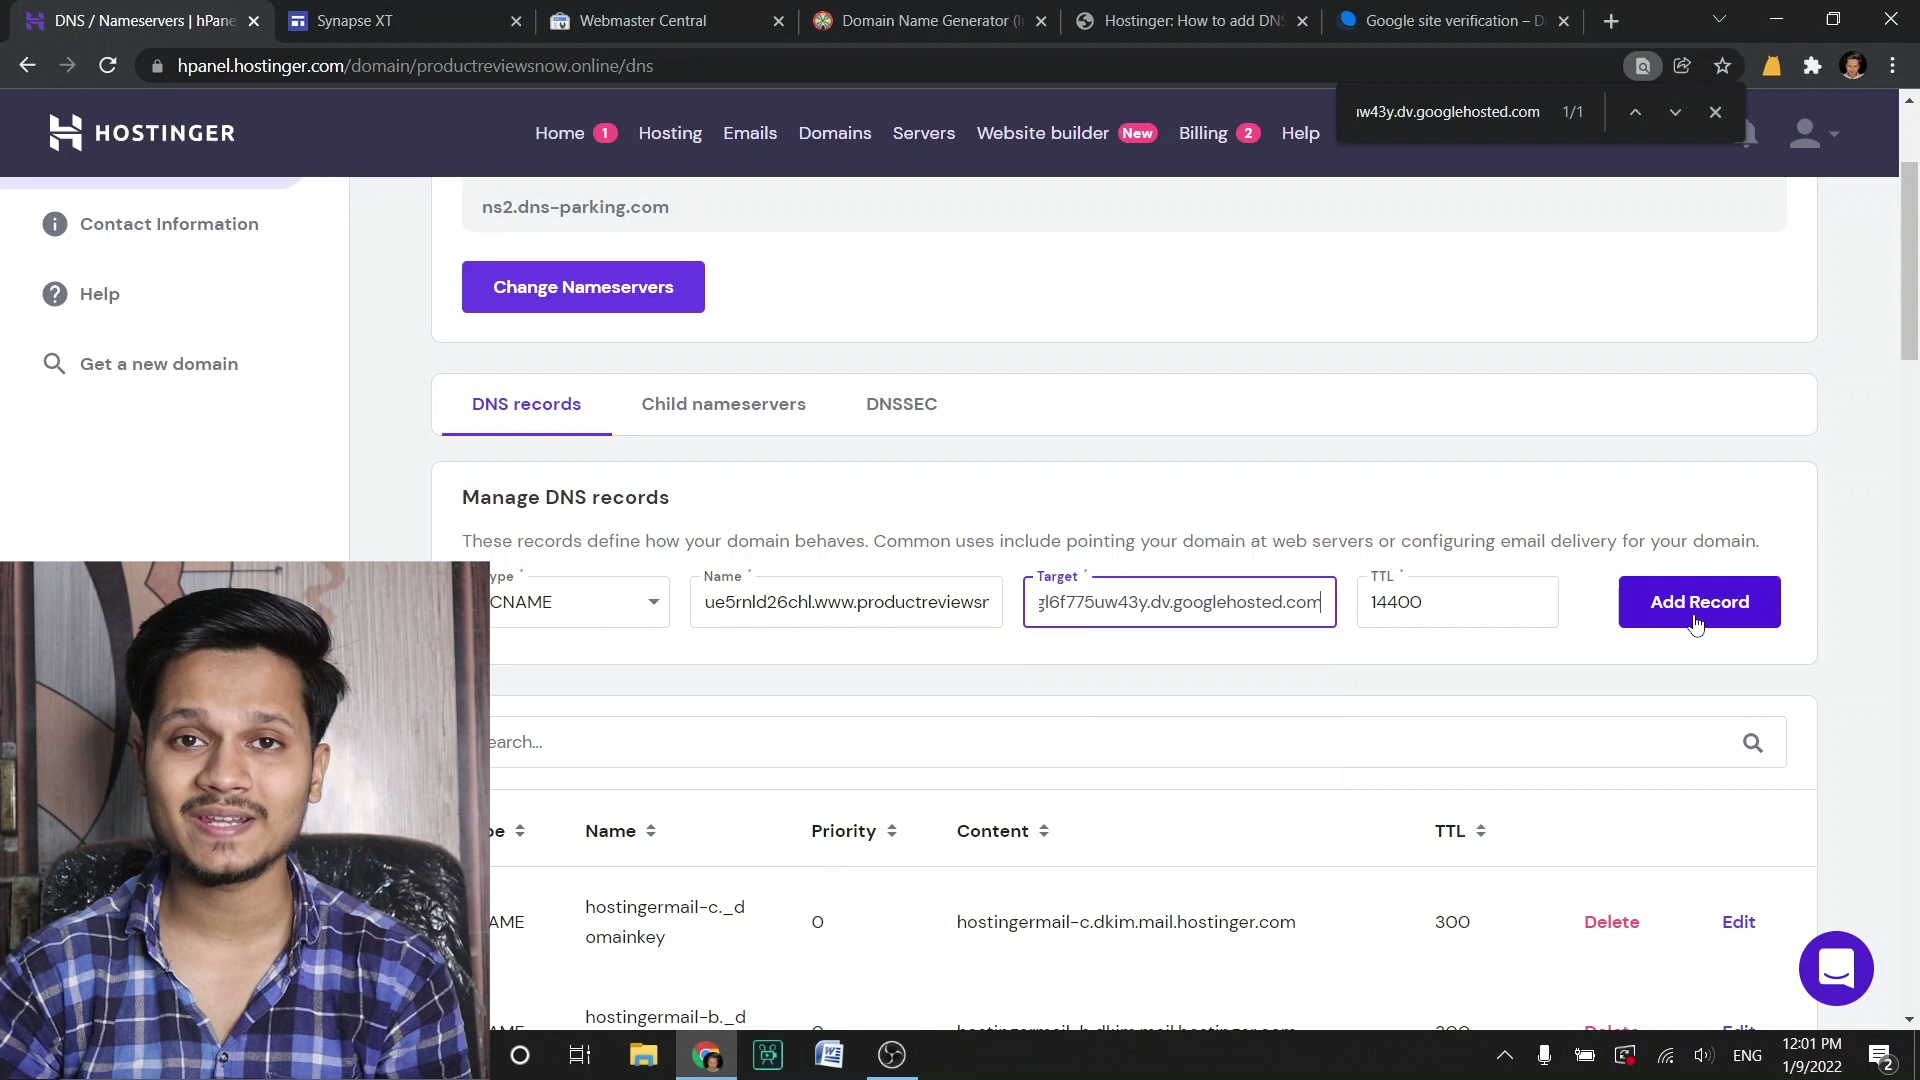 DNS / Nameservers | hPane
Synapse XT
Webmaster Central
Domain Name Generator (I
Hostinger: How to add DNS
Google site verification – D
hpanel.hostinger.com/domain/productreviewsnow.online/dns
HOSTINGER
Home 1
Hosting
Emails
Domains
Servers
Website builder New
Billing 2
Help
uw43y.dv.googlehosted.com 1/1
ns2.dns-parking.com
Contact Information
Help
Get a new domain
Change Nameservers
DNS records
Child nameservers
DNSSEC
Manage DNS records
These records define how your domain behaves. Common uses include pointing your domain at web servers or configuring email delivery for your domain.
ype *
Name *
Target *
TTL *
CNAME
ue5rnld26chl.www.productreviewsr
gl6f775uw43y.dv.googlehosted.com
14400
Add Record
earch...
pe
Name
Priority
Content
TTL
AME
hostingermail-c._d
omainkey
0
hostingermail-c.dkim.mail.hostinger.com
300
Delete
Edit
hostingermail-b._d
ENG
12:01 PM
1/9/2022
2